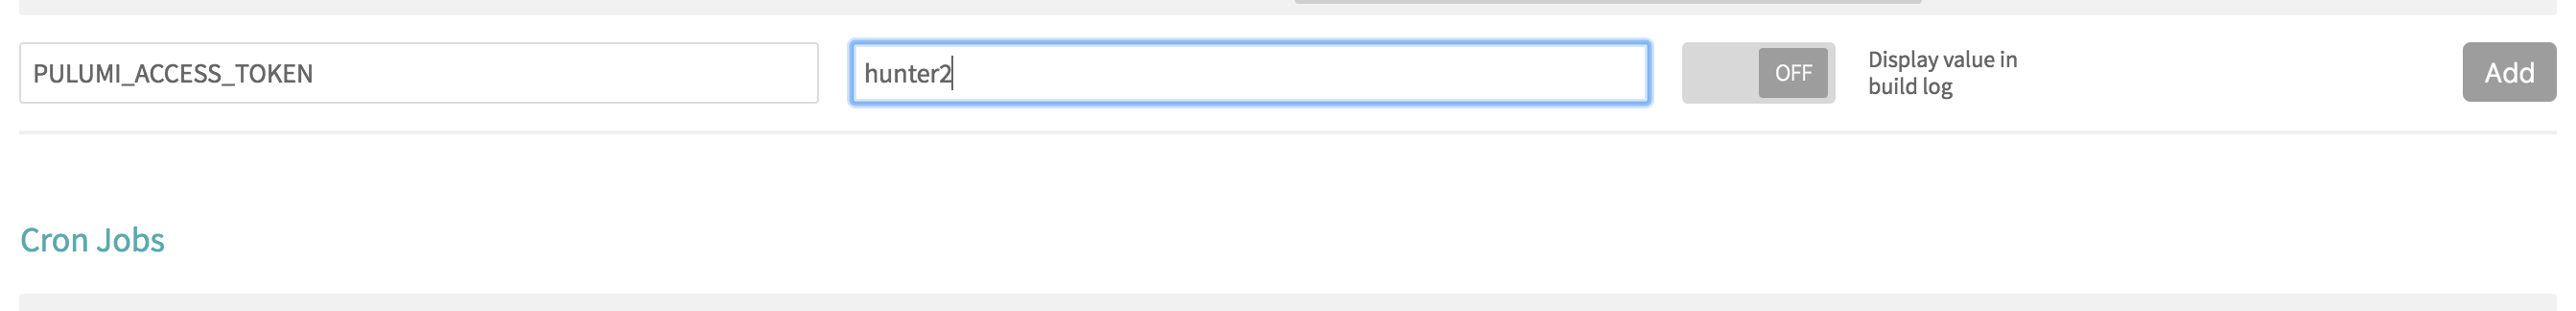 PULUMI_ACCESS_TOKEN
hunter2
OFF
Display value in
build log
Add
Cron Jobs